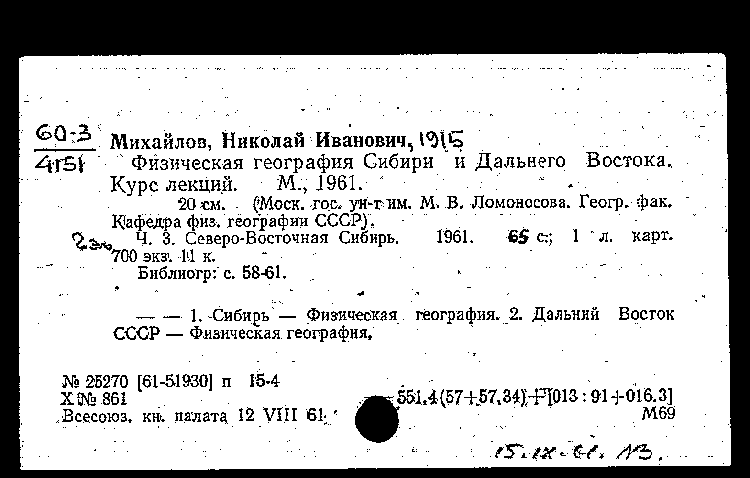 60-3
4151
Михайлов, Николай Иванович, 1915
Физическая география Сибири и Дальнего Востока.
Курс лекций. М., 1961.
20 см. (Моск. гос. ун-т им. М. В. Ломоносова. Геогр. фак.
Кафедра физ. географии СССР).
Ч. 3. Северо-Восточная Сибирь. 1961. 65 с.; 1 л. карт.
2 экз
700 экз. 11 к.
Библиогр: с. 58-61.
— — 1. Сибирь — Физическая география. 2. Дальний Восток
СССР — Физическая география.
№ 25270 [61-51930] п 15-4
X № 861
551.4(57+57.34)+[013 : 91+016.3]
Всесоюз. кн. палата 12 VIII 61
М69
15.IX.61.